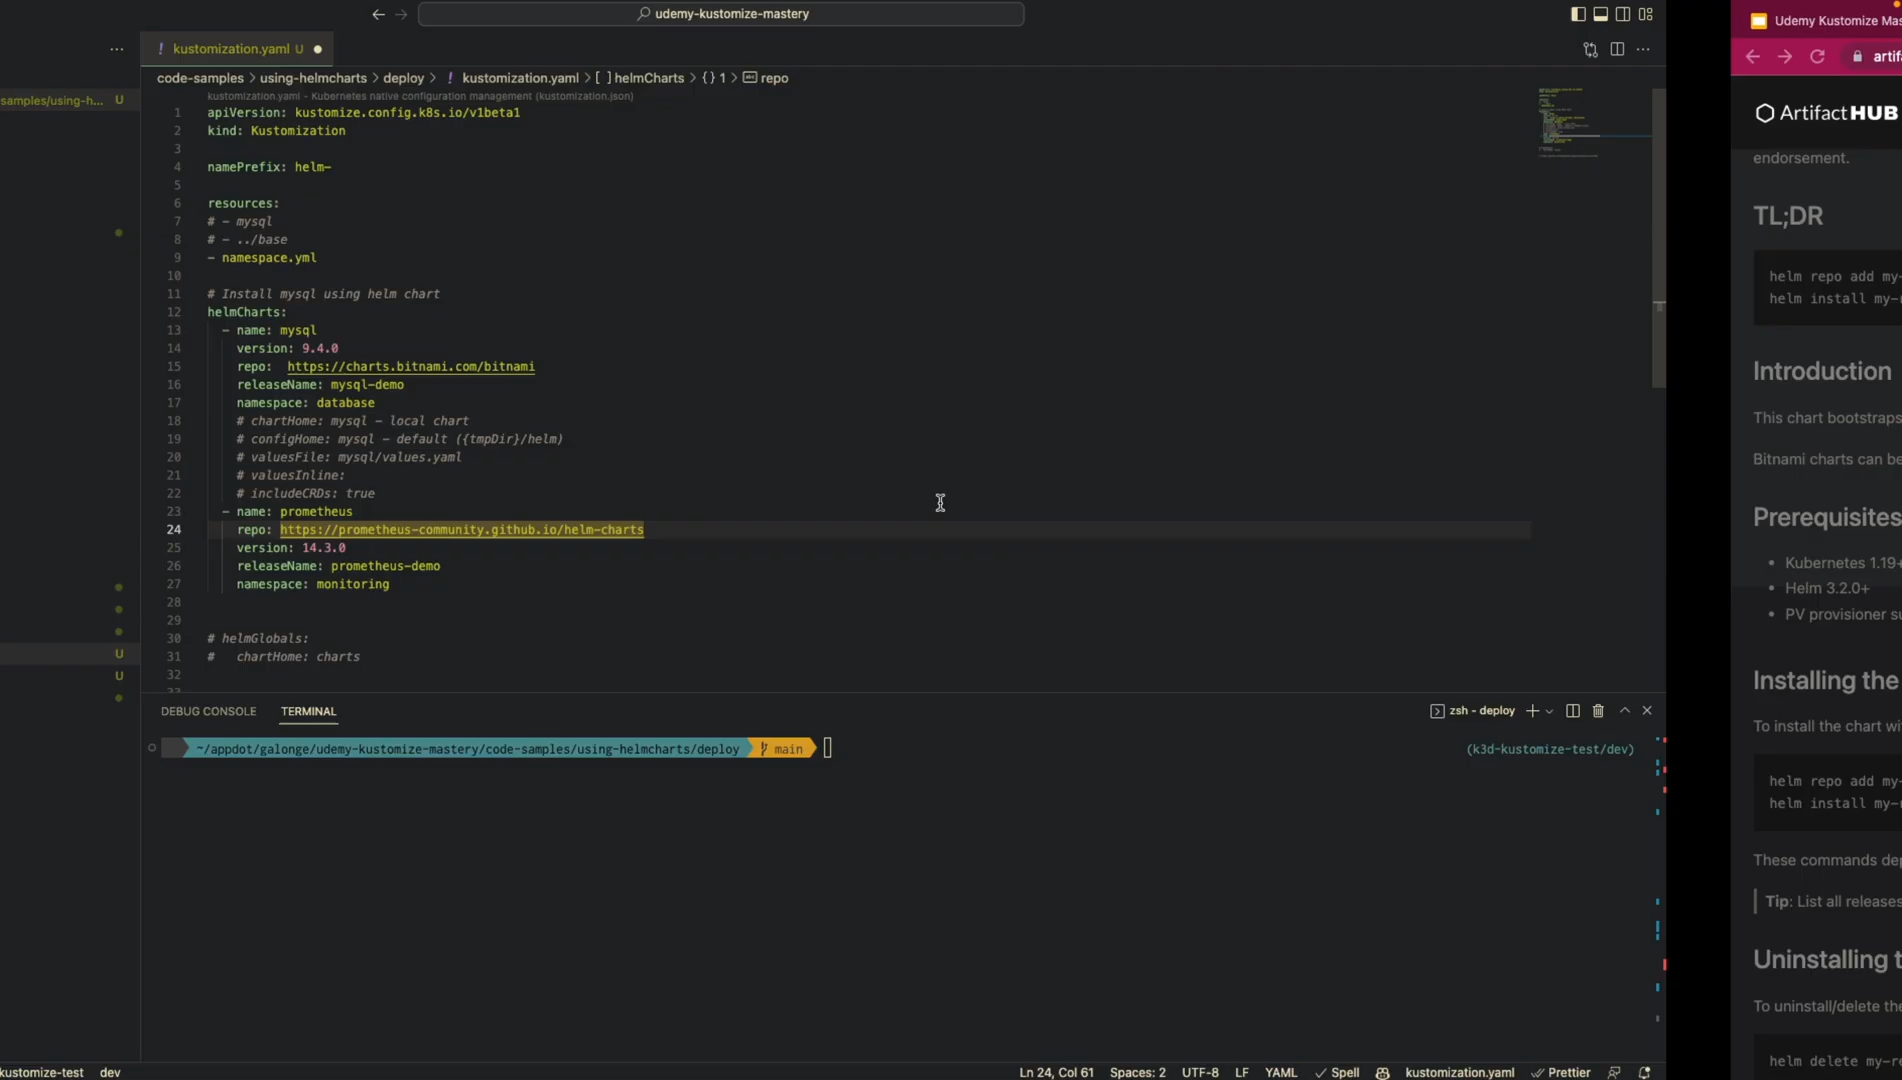 udemy-kustomize-mastery
Udemy Kustomize Mas
! kustomization.yaml U
samples/using-h... U
code-samples > using-helmcharts > deploy > ! kustomization.yaml > [ ] helmCharts > {} 1 > repo
kustomization.yaml - Kubernetes native configuration management (kustomization.json)
1 apiVersion: kustomize.config.k8s.io/v1beta1
2 kind: Kustomization
3
4 namePrefix: helm-
5
6 resources:
7 # - mysql
8 # - ../base
9 - namespace.yml
10
11 # Install mysql using helm chart
12 helmCharts:
13 - name: mysql
14 version: 9.4.0
15 repo: https://charts.bitnami.com/bitnami
16 releaseName: mysql-demo
17 namespace: database
18 # chartHome: mysql - local chart
19 # configHome: mysql - default ({tmpDir}/helm)
20 # valuesFile: mysql/values.yaml
21 # valuesInline:
22 # includeCRDs: true
23 - name: prometheus
24 repo: https://prometheus-community.github.io/helm-charts
25 version: 14.3.0
26 releaseName: prometheus-demo
27 namespace: monitoring
28
29
30 # helmGlobals:
31 # chartHome: charts
32
33
U
U
DEBUG CONSOLE TERMINAL
zsh - deploy
~/appdot/galonge/udemy-kustomize-mastery/code-samples/using-helmcharts/deploy main
(k3d-kustomize-test/dev)
kustomize-test dev
Ln 24, Col 61 Spaces: 2 UTF-8 LF YAML Spell kustomization.yaml Prettier
artif
Artifact HUB
endorsement.
TL;DR
helm repo add my-
helm install my-r
Introduction
This chart bootstraps
Bitnami charts can be
Prerequisites
• Kubernetes 1.19+
• Helm 3.2.0+
• PV provisioner su
Installing the
To install the chart wi
helm repo add my-
helm install my-r
These commands dep
Tip: List all releases
Uninstalling t
To uninstall/delete the
helm delete my-re